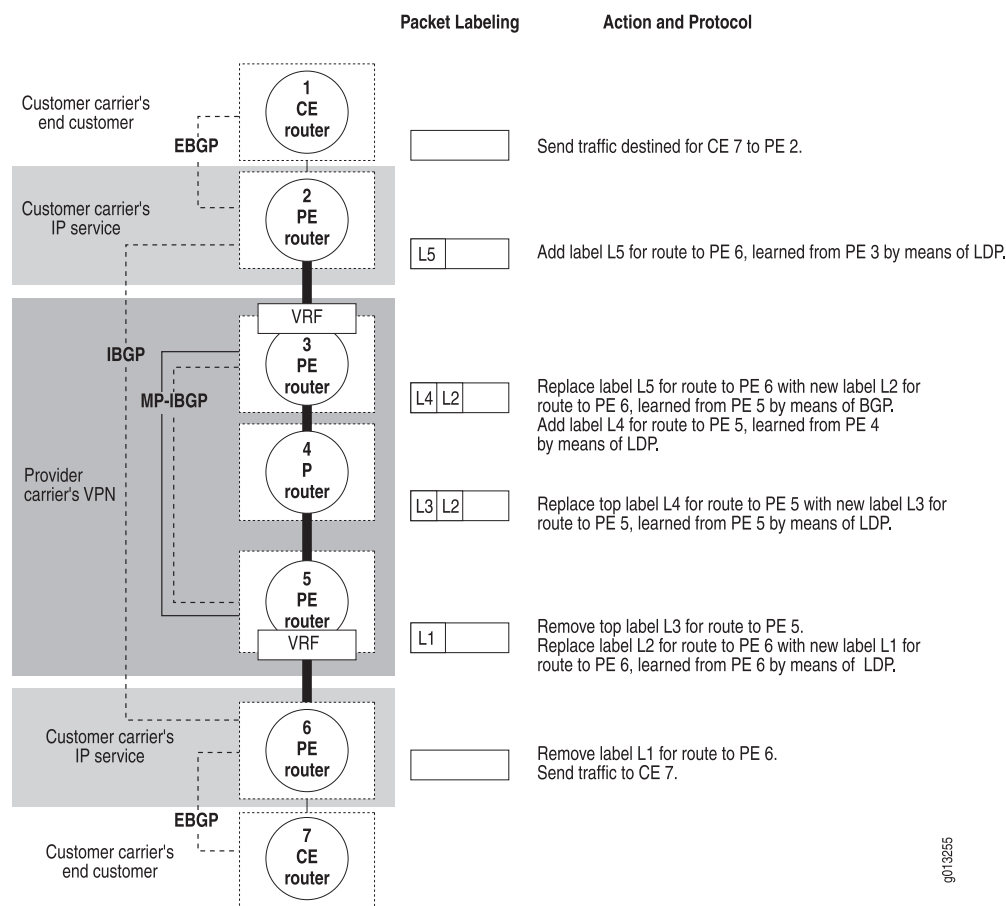 Packet Labeling
Action and Protocol
1
CE
router
Customer carrier's
end customer
EBGP
Send traffic destined for CE 7 to PE 2.
2
PE
router
Customer carrier's
IP service
L5
Add label L5 for route to PE 6, learned from PE 3 by means of LDP.
VRF
3
PE
router
IBGP
MP-IBGP
L4 L2
Replace label L5 for route to PE 6 with new label L2 for
route to PE 6, learned from PE 5 by means of BGP.
Add label L4 for route to PE 5, learned from PE 4
by means of LDP.
4
P
router
Provider
carrier's VPN
L3 L2
Replace top label L4 for route to PE 5 with new label L3 for
route to PE 5, learned from PE 5 by means of LDP.
5
PE
router
VRF
L1
Remove top label L3 for route to PE 5.
Replace label L2 for route to PE 6 with new label L1 for
route to PE 6, learned from PE 6 by means of LDP.
6
PE
router
Customer carrier's
IP service
Remove label L1 for route to PE 6.
Send traffic to CE 7.
EBGP
7
CE
router
Customer carrier's
end customer
g013255